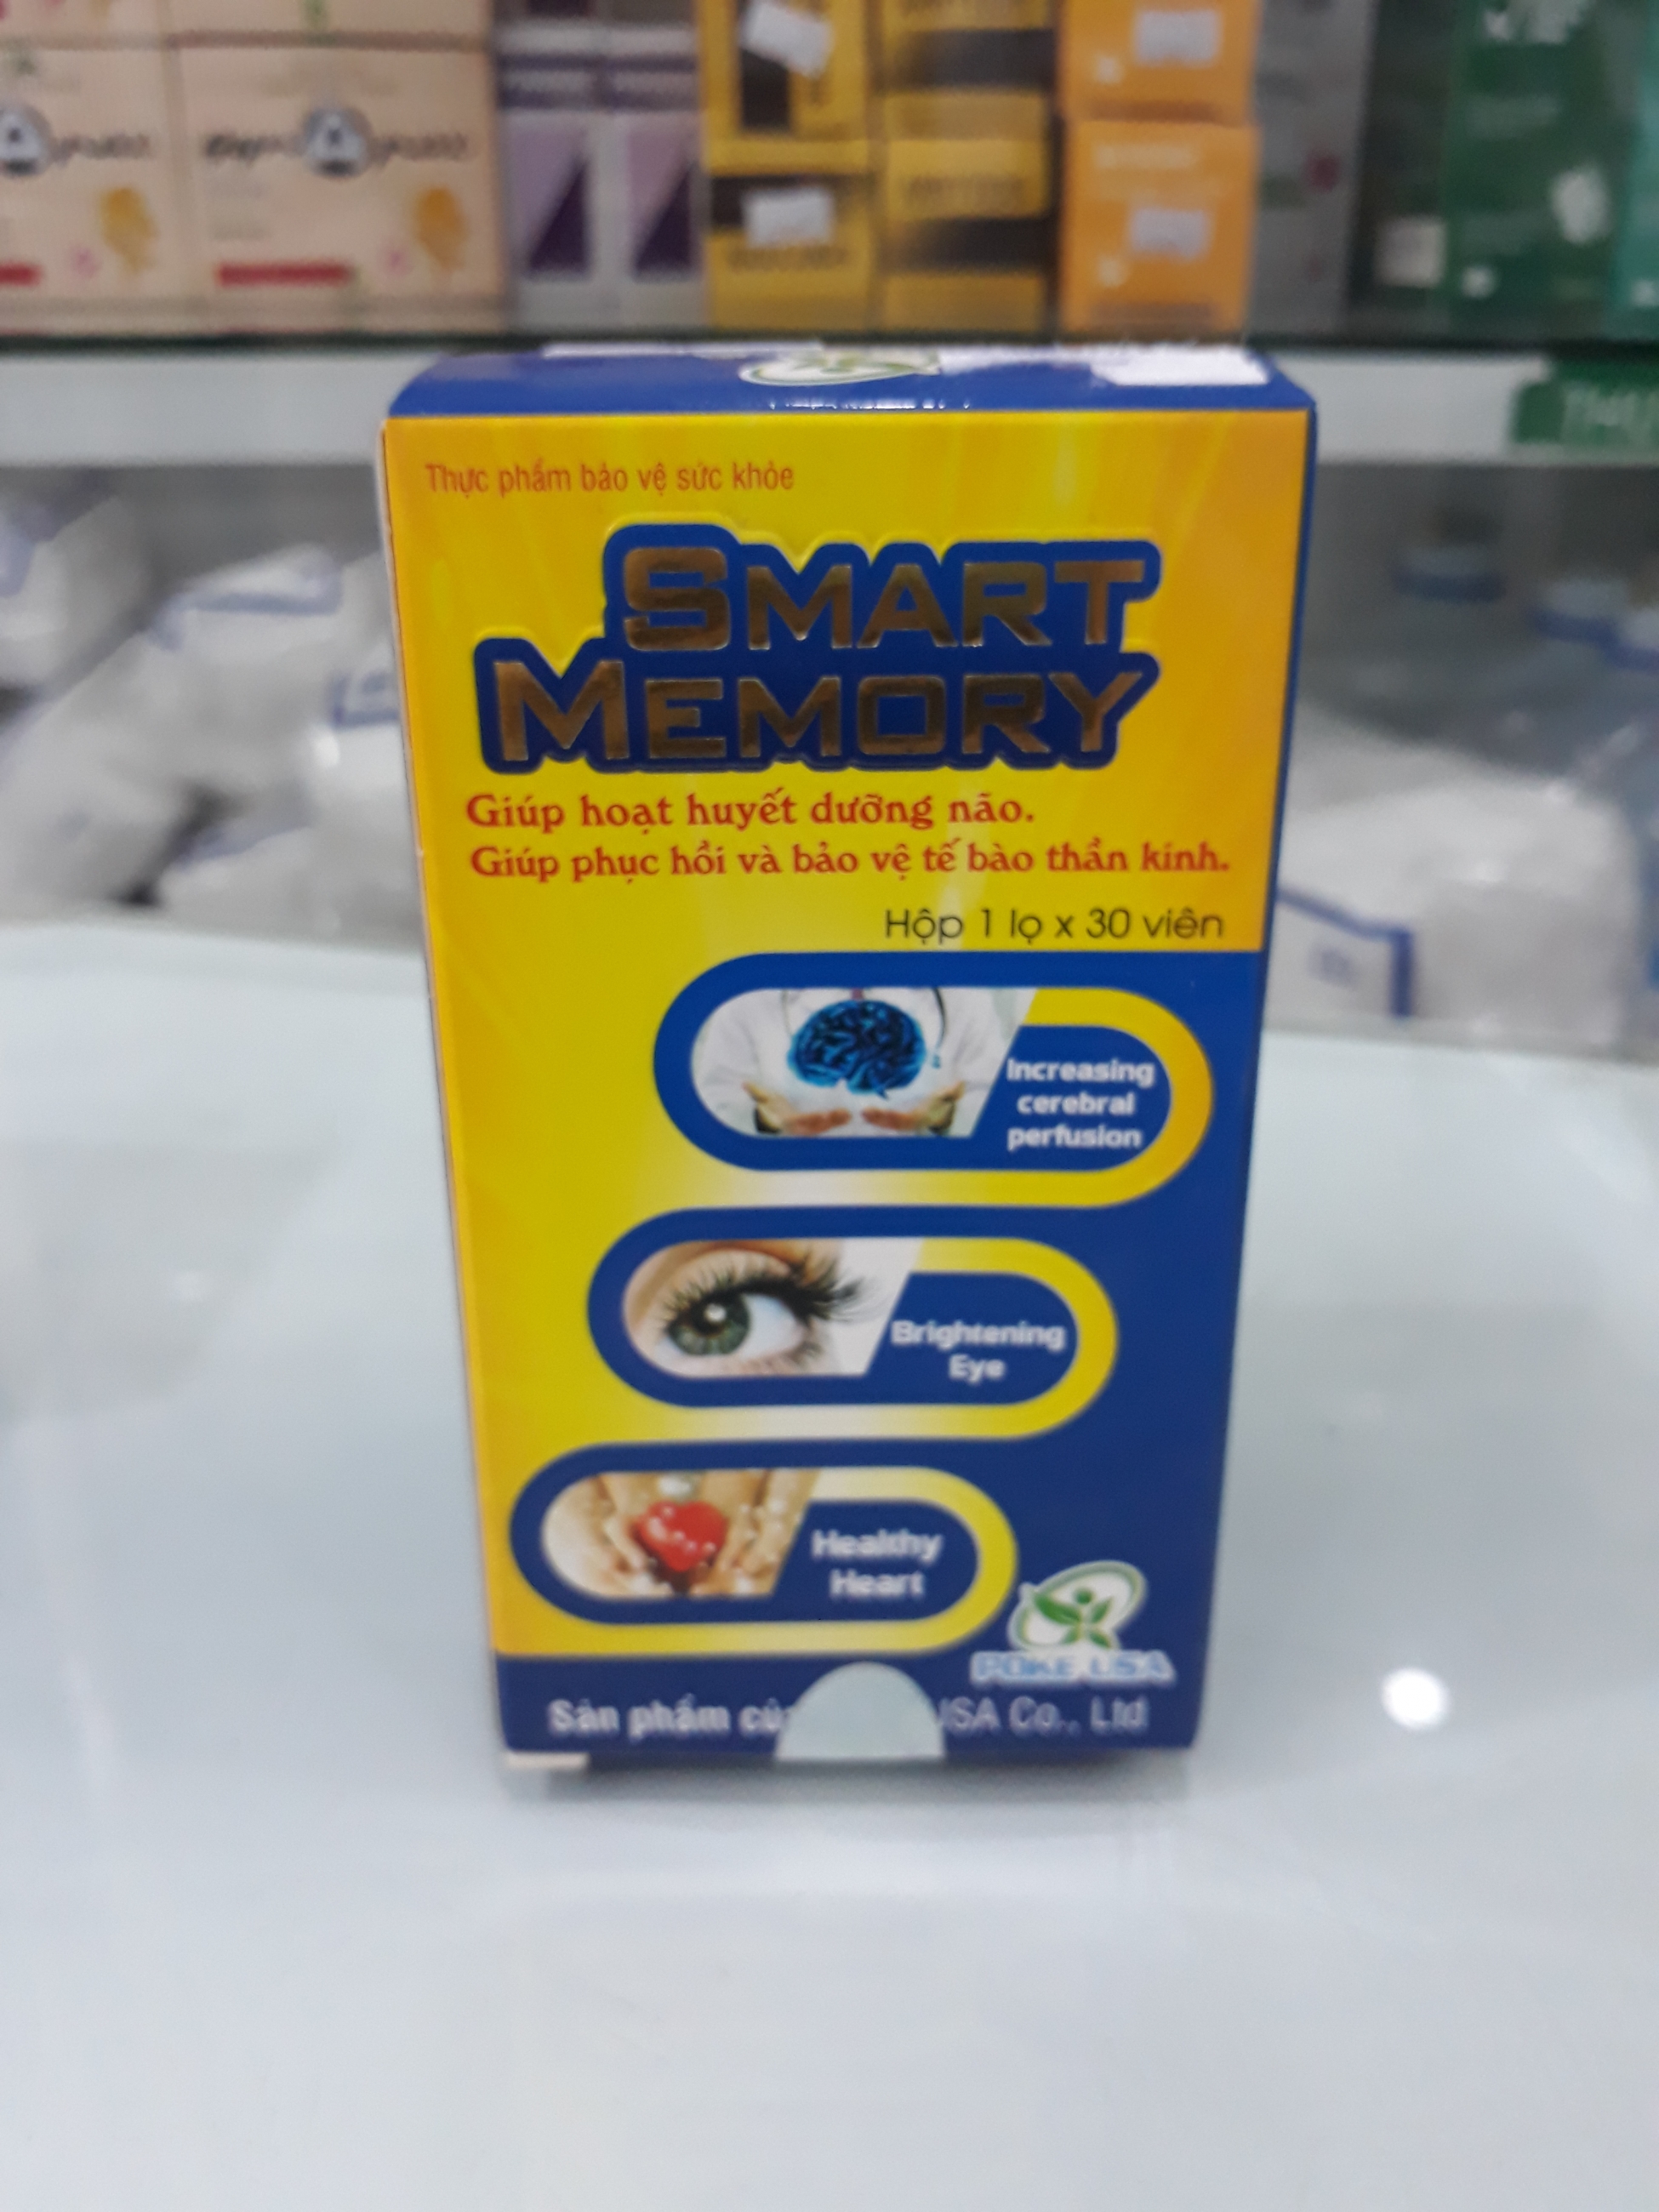 Thực phẩm bảo vệ sức khỏe
SMART
MEMORY
Giúp hoạt huyết dưỡng não.
Giúp phục hồi và bảo vệ tế bào thần kinh.
Hộp 1 lọ x 30 viên
Increasing
cerebral
perfusion
Brightening
Eye
Healthy
Heart
POKE USA
Sản phẩm của USA Co., Ltd